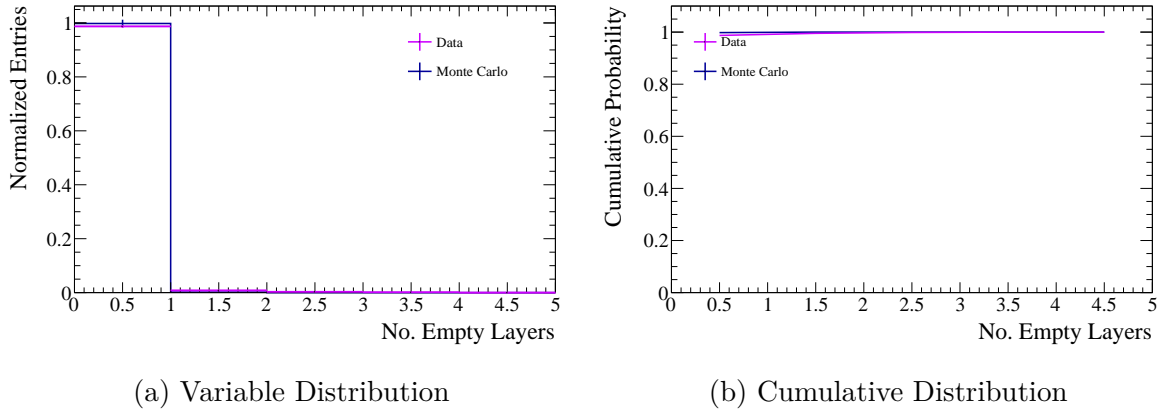 Normalized Entries
1
0.8
0.6
0.4
0.2
0
0 0.5 1 1.5 2 2.5 3 3.5 4 4.5 5
No. Empty Layers
Data
Monte Carlo
(a) Variable Distribution
Cumulative Probability
1
0.8
0.6
0.4
0.2
0
0 0.5 1 1.5 2 2.5 3 3.5 4 4.5 5
No. Empty Layers
Data
Monte Carlo
(b) Cumulative Distribution